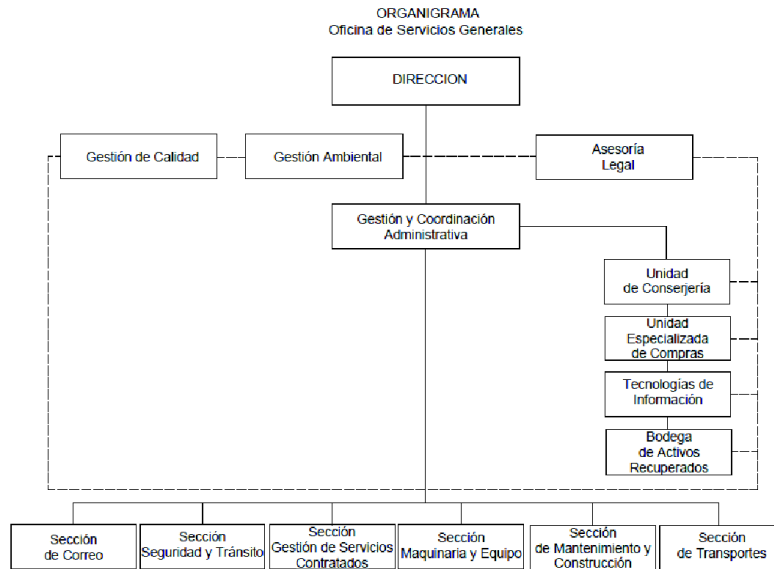 ORGANIGRAMA
Oficina de Servicios Generales
DIRECCION
Gestión de Calidad
Gestión Ambiental
Asesoría
Legal
Gestión y Coordinación
Administrativa
Unidad
de Conserjería
Unidad
Especializada
de Compras
Tecnologías de
Información
Bodega
de Activos
Recuperados
Sección
de Correo
Sección
Seguridad y Tránsito
Sección
Gestión de Servicios
Contratados
Sección
Maquinaria y Equipo
Sección
de Mantenimiento y
Construcción
Sección
de Transportes